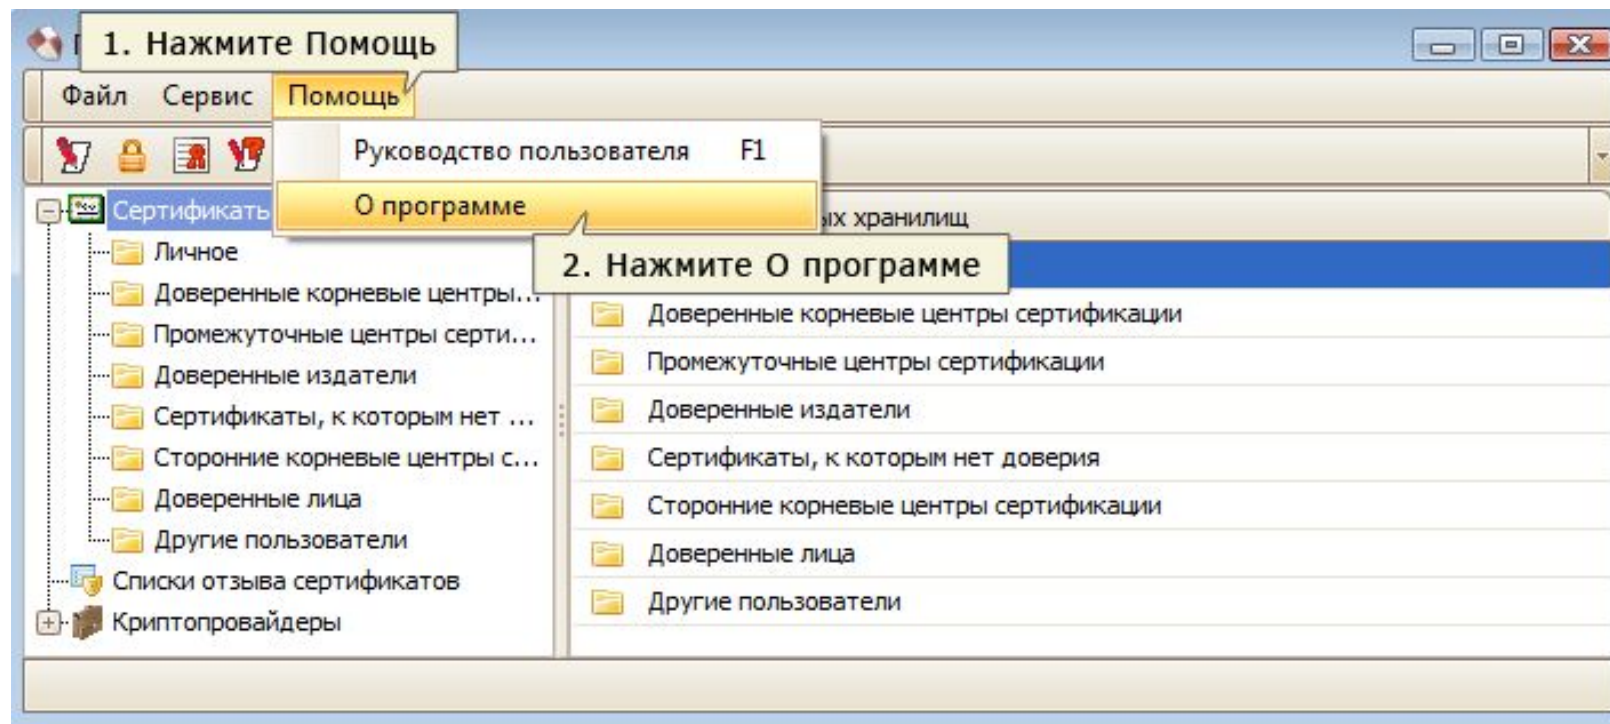 1. Нажмите Помощь
Файл Сервис Помощь
Руководство пользователя F1
О программе
2. Нажмите О программе
Сертификаты
Личное
Доверенные корневые центры...
Промежуточные центры серти...
Доверенные издатели
Сертификаты, к которым нет ...
Сторонние корневые центры с...
Доверенные лица
Другие пользователи
Списки отзыва сертификатов
Криптопровайдеры
хранилищ
Доверенные корневые центры сертификации
Промежуточные центры сертификации
Доверенные издатели
Сертификаты, к которым нет доверия
Сторонние корневые центры сертификации
Доверенные лица
Другие пользователи